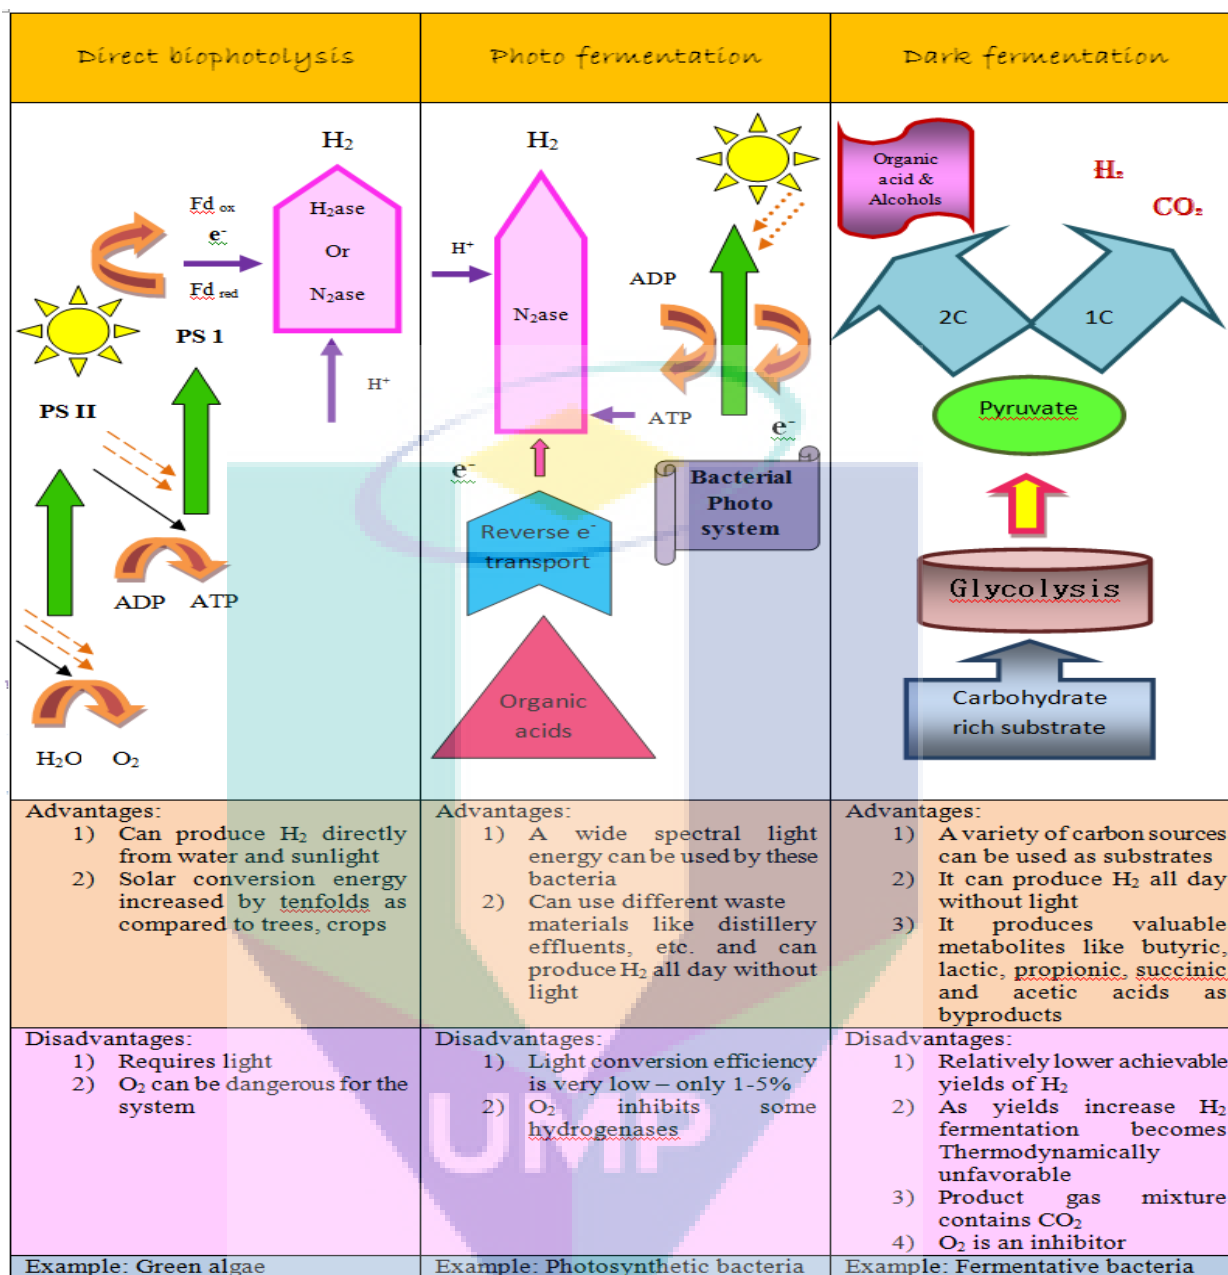 Direct biophotolysis
Photo fermentation
Dark fermentation
H₂
Fd ox
e⁻
Fd red
H₂ase
Or
N₂ase
PS 1
H⁺
PS II
ADP ATP
H₂O O₂
H₂
H⁺
N₂ase
ADP
ATP
e⁻
e⁻
Bacterial
Photo
system
Reverse e⁻
transport
Organic
acids
Organic
acid &
Alcohols
H₂
CO₂
2C
1C
Pyruvate
Glycolysis
Carbohydrate
rich substrate
Advantages:
1) Can produce H₂ directly
from water and sunlight
2) Solar conversion energy
increased by tenfolds as
compared to trees, crops
Advantages:
1) A wide spectral light
energy can be used by these
bacteria
2) Can use different waste
materials like distillery
effluents, etc. and can
produce H₂ all day without
light
Advantages:
1) A variety of carbon sources
can be used as substrates
2) It can produce H₂ all day
without light
3) It produces valuable
metabolites like butyric,
lactic, propionic, succinic
and acetic acids as
byproducts
Disadvantages:
1) Requires light
2) O₂ can be dangerous for the
system
Disadvantages:
1) Light conversion efficiency
is very low – only 1-5%
2) O₂ inhibits some
hydrogenases
Disadvantages:
1) Relatively lower achievable
yields of H₂
2) As yields increase H₂
fermentation becomes
Thermodynamically
unfavorable
3) Product gas mixture
contains CO₂
4) O₂ is an inhibitor
UMP
Example: Green algae
Example: Photosynthetic bacteria
Example: Fermentative bacteria